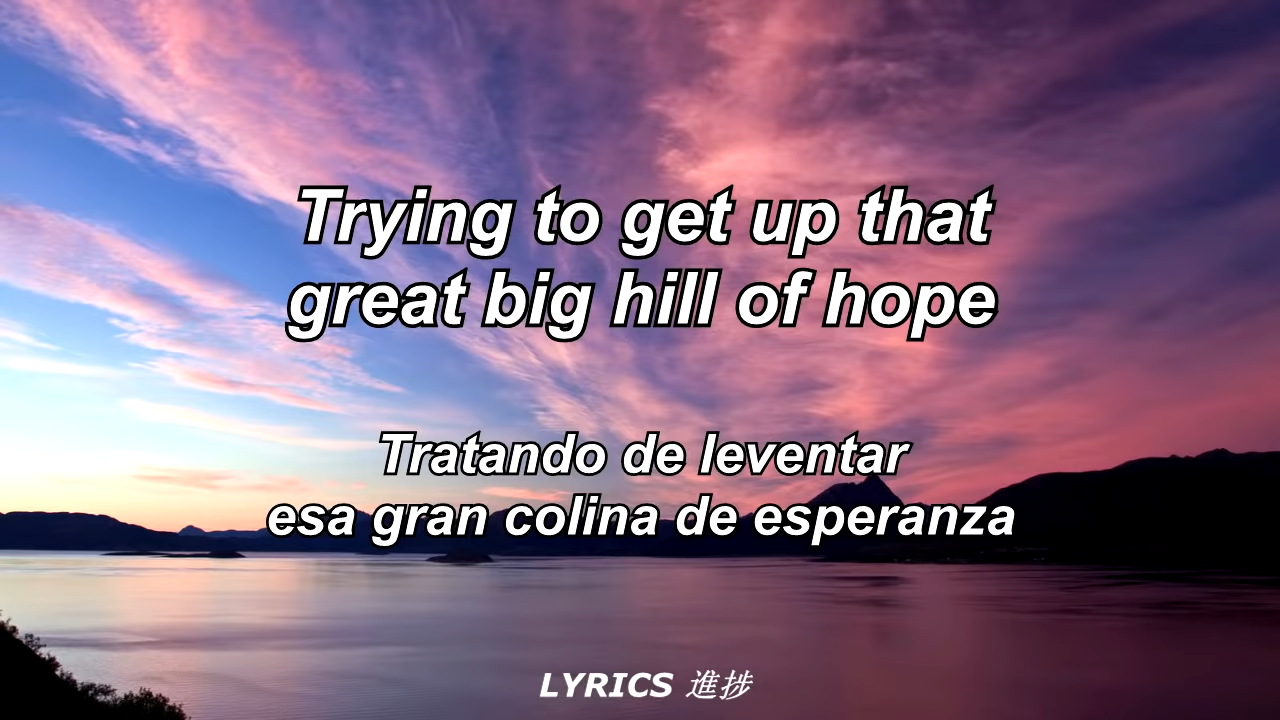 Trying to get up that
great big hill of hope
Tratando de leventar
esa gran colina de esperanza
LYRICS 進捗